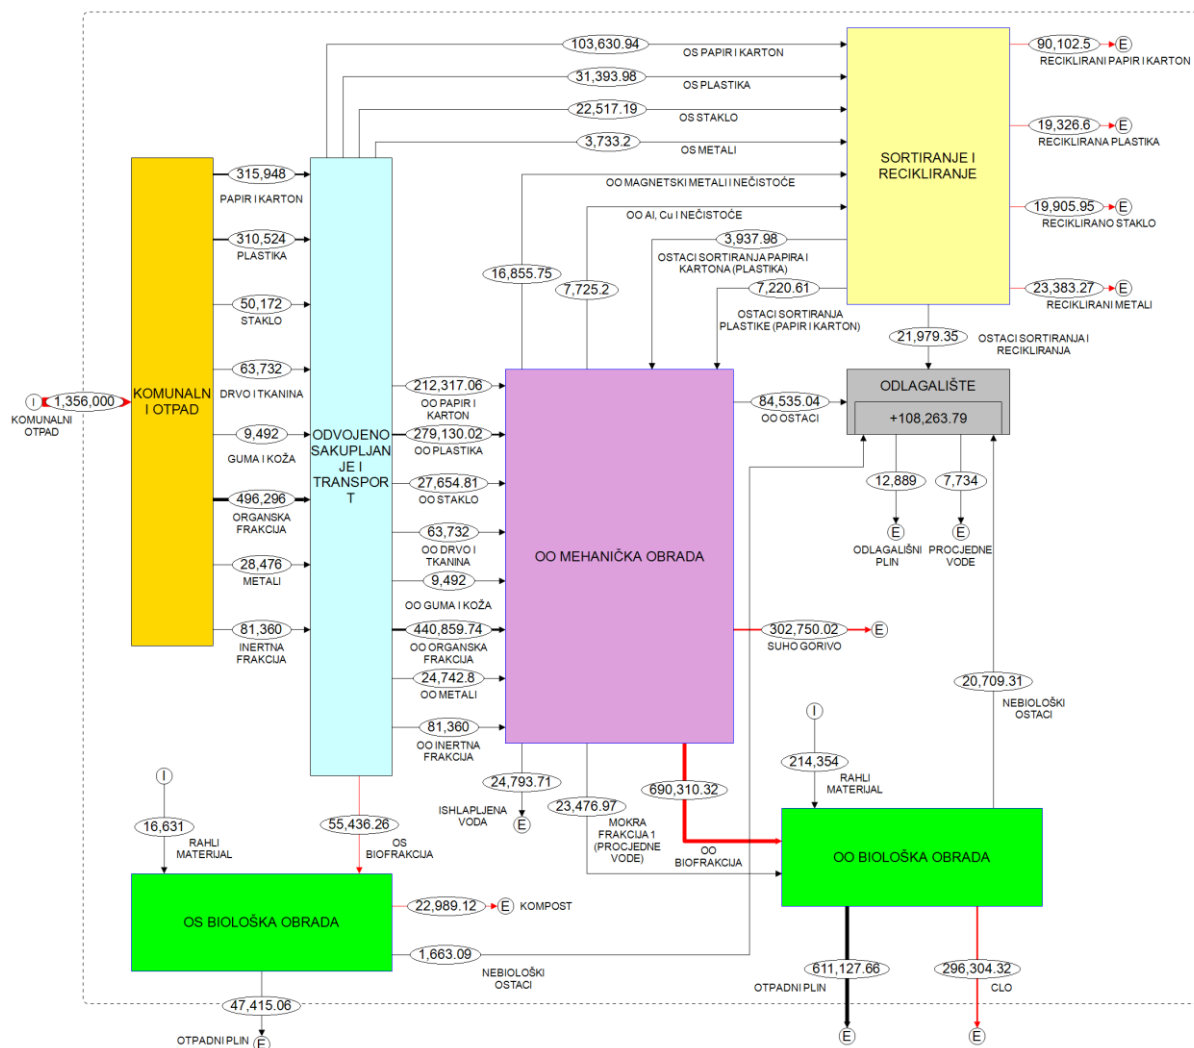 103,630.94
OS PAPIR I KARTON
31,393.98
OS PLASTIKA
22,517.19
OS STAKLO
3,733.2
OS METALI
OO MAGNETSKI METALI I NEČISTOĆE
16,855.75
OO Al, Cu I NEČISTOĆE
7,725.2
SORTIRANJE I
RECIKLIRANJE
90,102.5
E
RECIKLIRANI PAPIR I KARTON
19,326.6
E
RECIKLIRANA PLASTIKA
19,905.95
E
RECIKLIRANO STAKLO
23,383.27
E
RECIKLIRANI METALI
3,937.98
OSTACI SORTIRANJA PAPIRA I
KARTONA (PLASTIKA)
7,220.61
OSTACI SORTIRANJA
PLASTIKE (PAPIR I KARTON)
21,979.35
OSTACI SORTIRANJA I
RECIKLIRANJA
I
1,356,000
KOMUNALNI
OTPAD
KOMUNALN
I OTPAD
315,948
PAPIR I KARTON
310,524
PLASTIKA
50,172
STAKLO
63,732
DRVO I TKANINA
9,492
GUMA I KOŽA
496,296
ORGANSKA
FRAKCIJA
28,476
METALI
81,360
INERTNA
FRAKCIJA
ODVOJENO
SAKUPLJAN
JE I
TRANSPOR
T
212,317.06
OO PAPIR I
KARTON
279,130.02
OO PLASTIKA
27,654.81
OO STAKLO
63,732
OO DRVO I
TKANINA
9,492
OO GUMA I KOŽA
440,859.74
OO ORGANSKA
FRAKCIJA
24,742.8
OO METALI
81,360
OO INERTNA
FRAKCIJA
OO MEHANIČKA OBRADA
84,535.04
OO OSTACI
ODLAGALIŠTE
+108,263.79
12,889
E
ODLAGALIŠNI
PLIN
7,734
E
PROCJEDNE
VODE
302,750.02
E
SUHO GORIVO
20,709.31
NEBIOLOŠKI
OSTACI
24,793.71
ISHLAPLJENA
VODA
E
23,476.97
MOKRA
FRAKCIJA 1
(PROCJEDNE
VODE)
690,310.32
OO
BIOFRAKCIJA
I
214,354
RAHLI
MATERIJAL
OO BIOLOŠKA OBRADA
I
16,631
RAHLI
MATERIJAL
55,436.26
OS
BIOFRAKCIJA
OS BIOLOŠKA OBRADA
22,989.12
E
KOMPOST
1,663.09
NEBIOLOŠKI
OSTACI
47,415.06
OTPADNI PLIN
E
611,127.66
OTPADNI PLIN
E
296,304.32
CLO
E